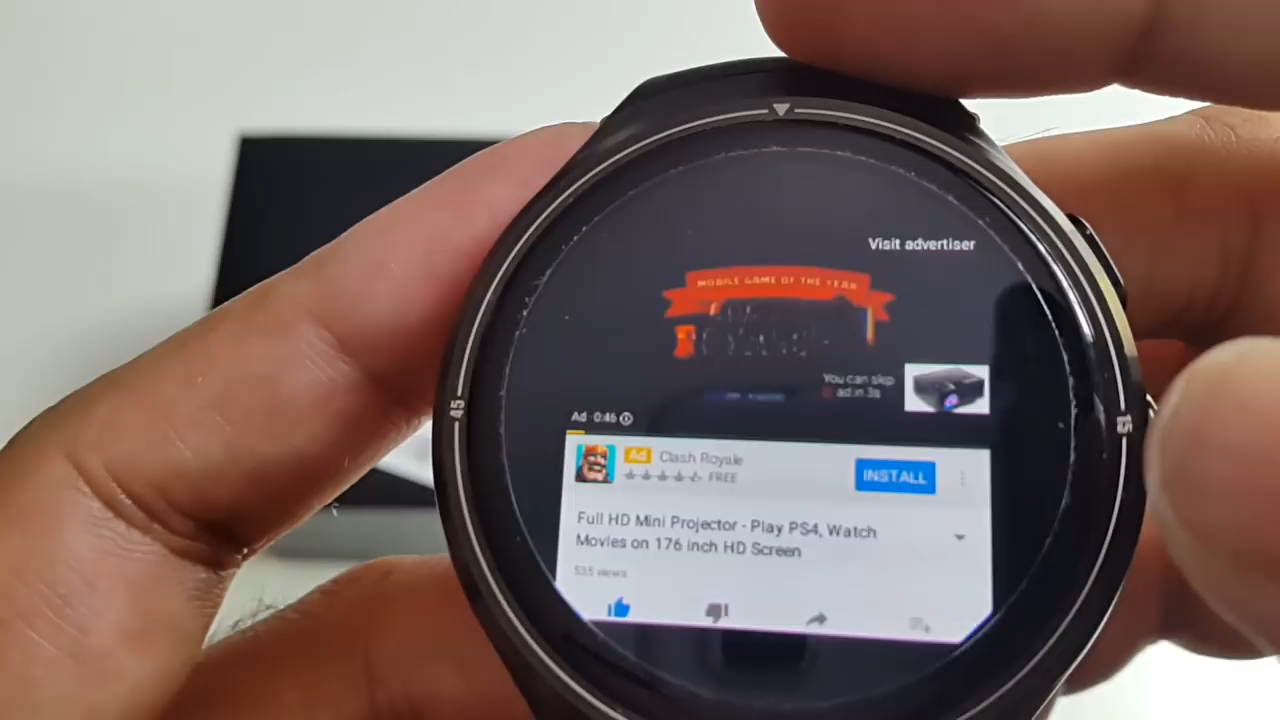 Visit advertiser
MOBILE GAME OF THE YEAR
You can skip
ad in 3s
Ad · 0:46
45
15
Ad Clash Royale
FREE
INSTALL
Full HD Mini Projector - Play PS4, Watch
Movies on 176 inch HD Screen
535 views